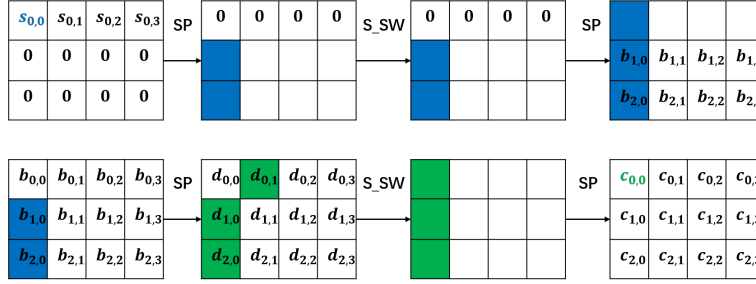 s0,0 s0,1 s0,2 s0,3 SP 0 0 0 0 S_SW 0 0 0 0 SP
0 0 0 0 b1,0 b1,1 b1,2 b1,
0 0 0 0 b2,0 b2,1 b2,2 b2,
b0,0 b0,1 b0,2 b0,3 SP d0,0 d0,1 d0,2 d0,3 S_SW SP c0,0 c0,1 c0,2 c0,
b1,0 b1,1 b1,2 b1,3 d1,0 d1,1 d1,2 d1,3 c1,0 c1,1 c1,2 c1,
b2,0 b2,1 b2,2 b2,3 d2,0 d2,1 d2,2 d2,3 c2,0 c2,1 c2,2 c2,